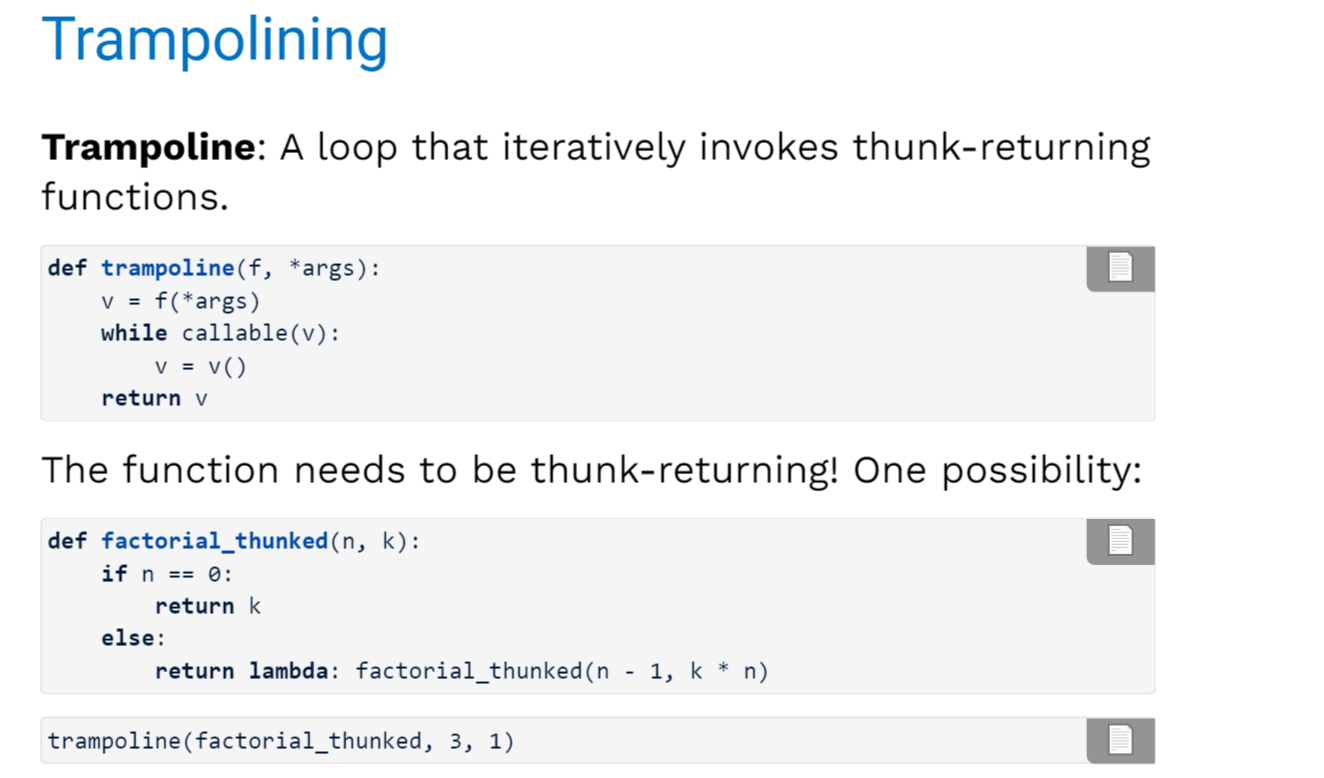 Trampolining
Trampoline: A loop that iteratively invokes thunk-returning
functions.
def trampoline(f, *args):
    v = f(*args)
    while callable(v):
        v = v()
    return v
The function needs to be thunk-returning! One possibility:
def factorial_thunked(n, k):
    if n == 0:
        return k
    else:
        return lambda: factorial_thunked(n - 1, k * n)
trampoline(factorial_thunked, 3, 1)